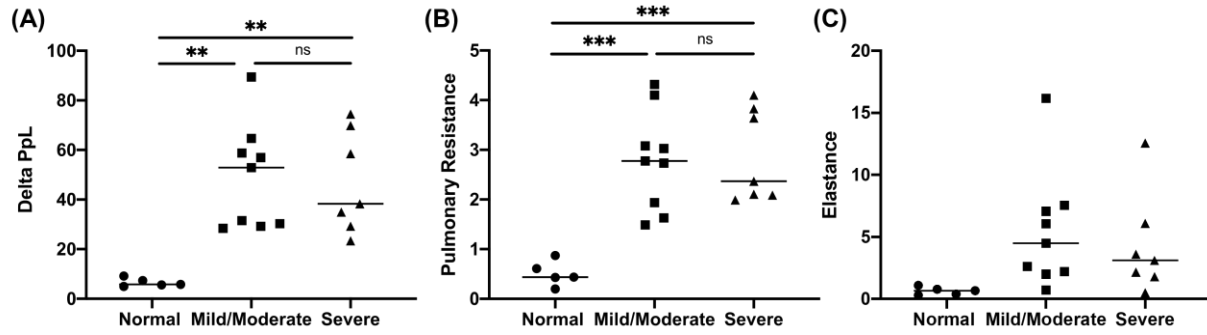 (A)
**
**
ns
Delta PpL
100
80
60
40
20
0
Normal Mild/Moderate Severe
(B)
***
***
ns
Pulmonary Resistance
5
4
3
2
1
0
Normal Mild/Moderate Severe
(C)
Elastance
20
15
10
5
0
Normal Mild/Moderate Severe